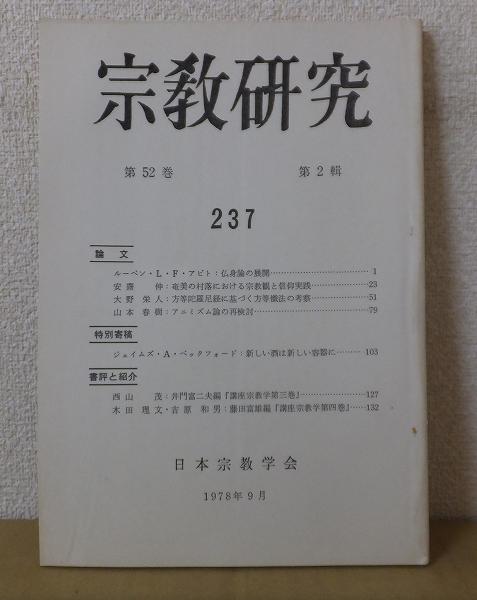 宗教研究
第 52 巻 第 2 輯
237
論文
ルーベン・L・F・アビト：仏身論の展開……………………………1
安齋 伸：奄美の村落における宗教観と信仰実践……………23
大野栄人：方等陀羅尼経に基づく方等懺法の考察……………51
山本春樹：アニミズム論の再検討……………………………79
特別寄稿
ジェイムズ・A・ベックフォード：新しい酒は新しい容器に………103
書評と紹介
西山 茂：井門富二夫編『講座宗教学第三巻』……………127
木田理文・吉原和男：藤田富雄編『講座宗教学第四巻』……132
日本宗教学会
1978年9月